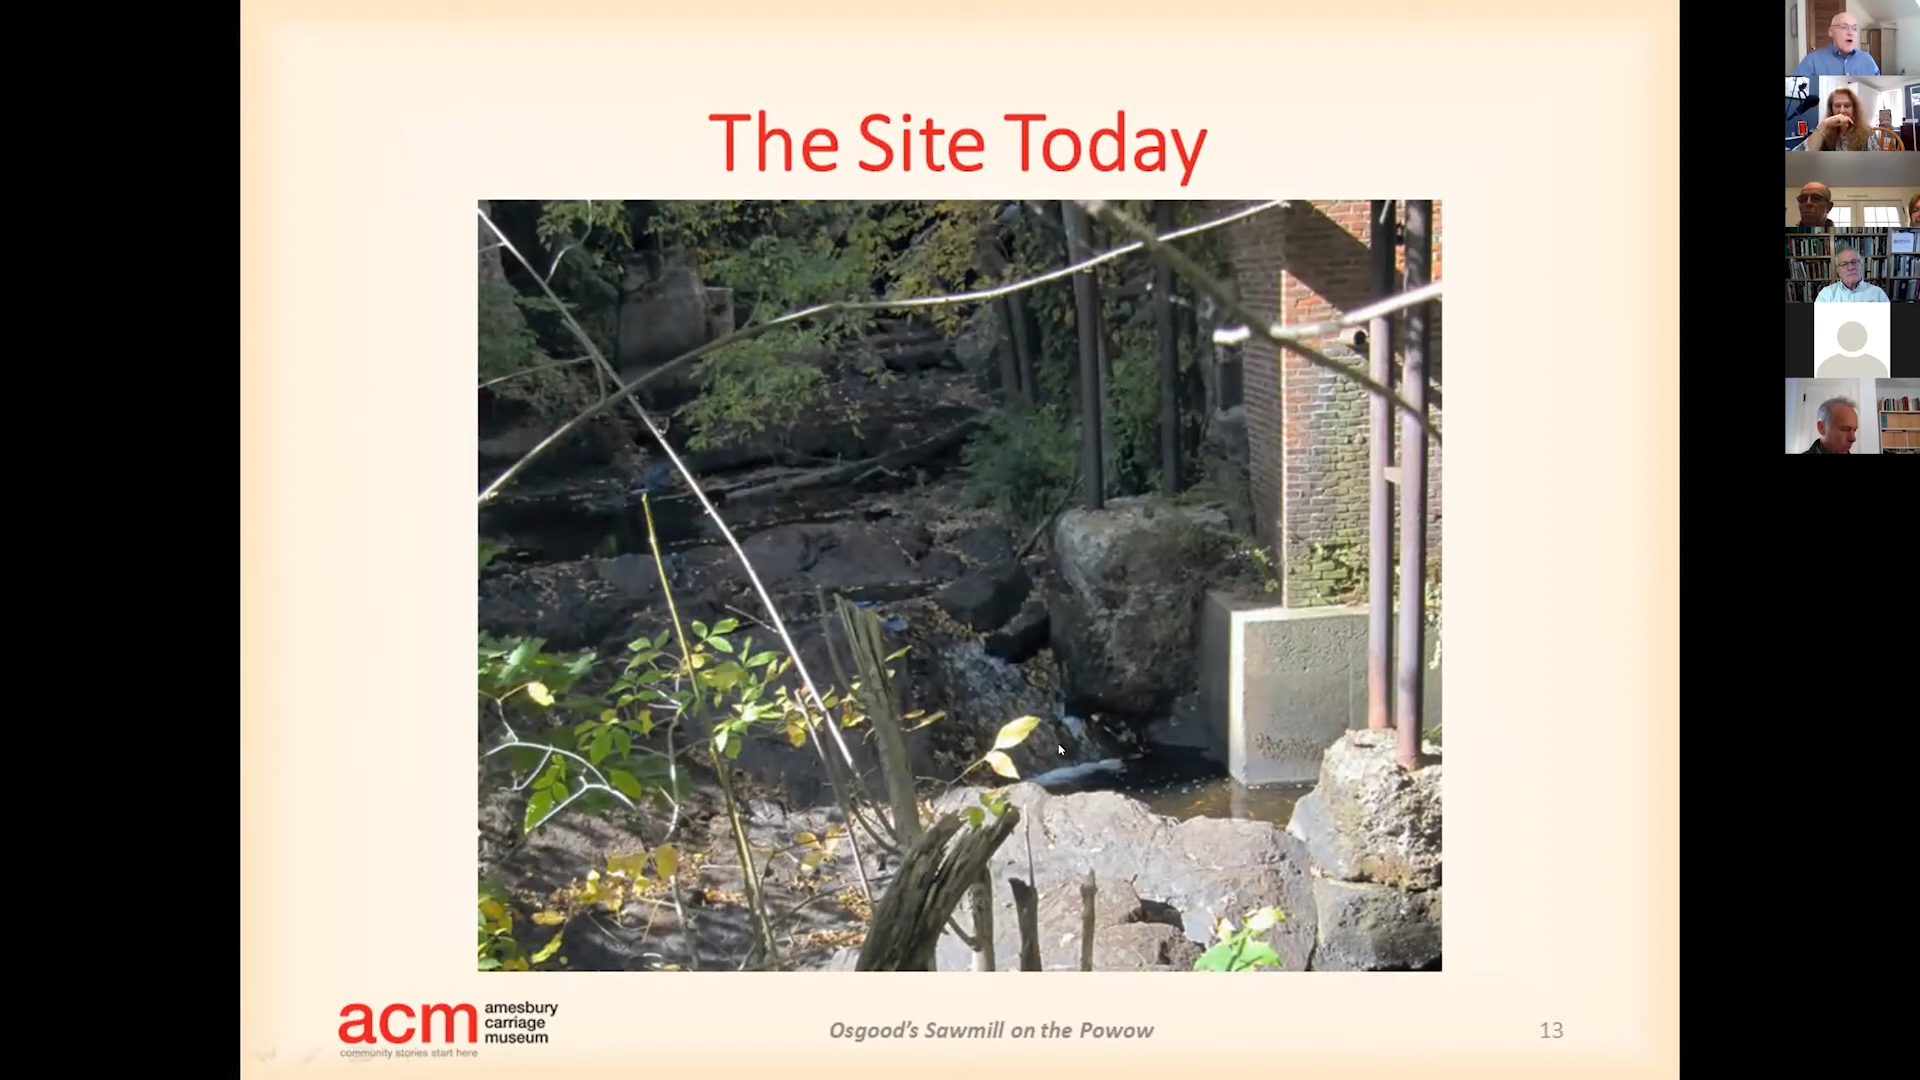 The Site Today
acm
amesbury
carriage
museum
community stories start here
Osgood's Sawmill on the Powow
13